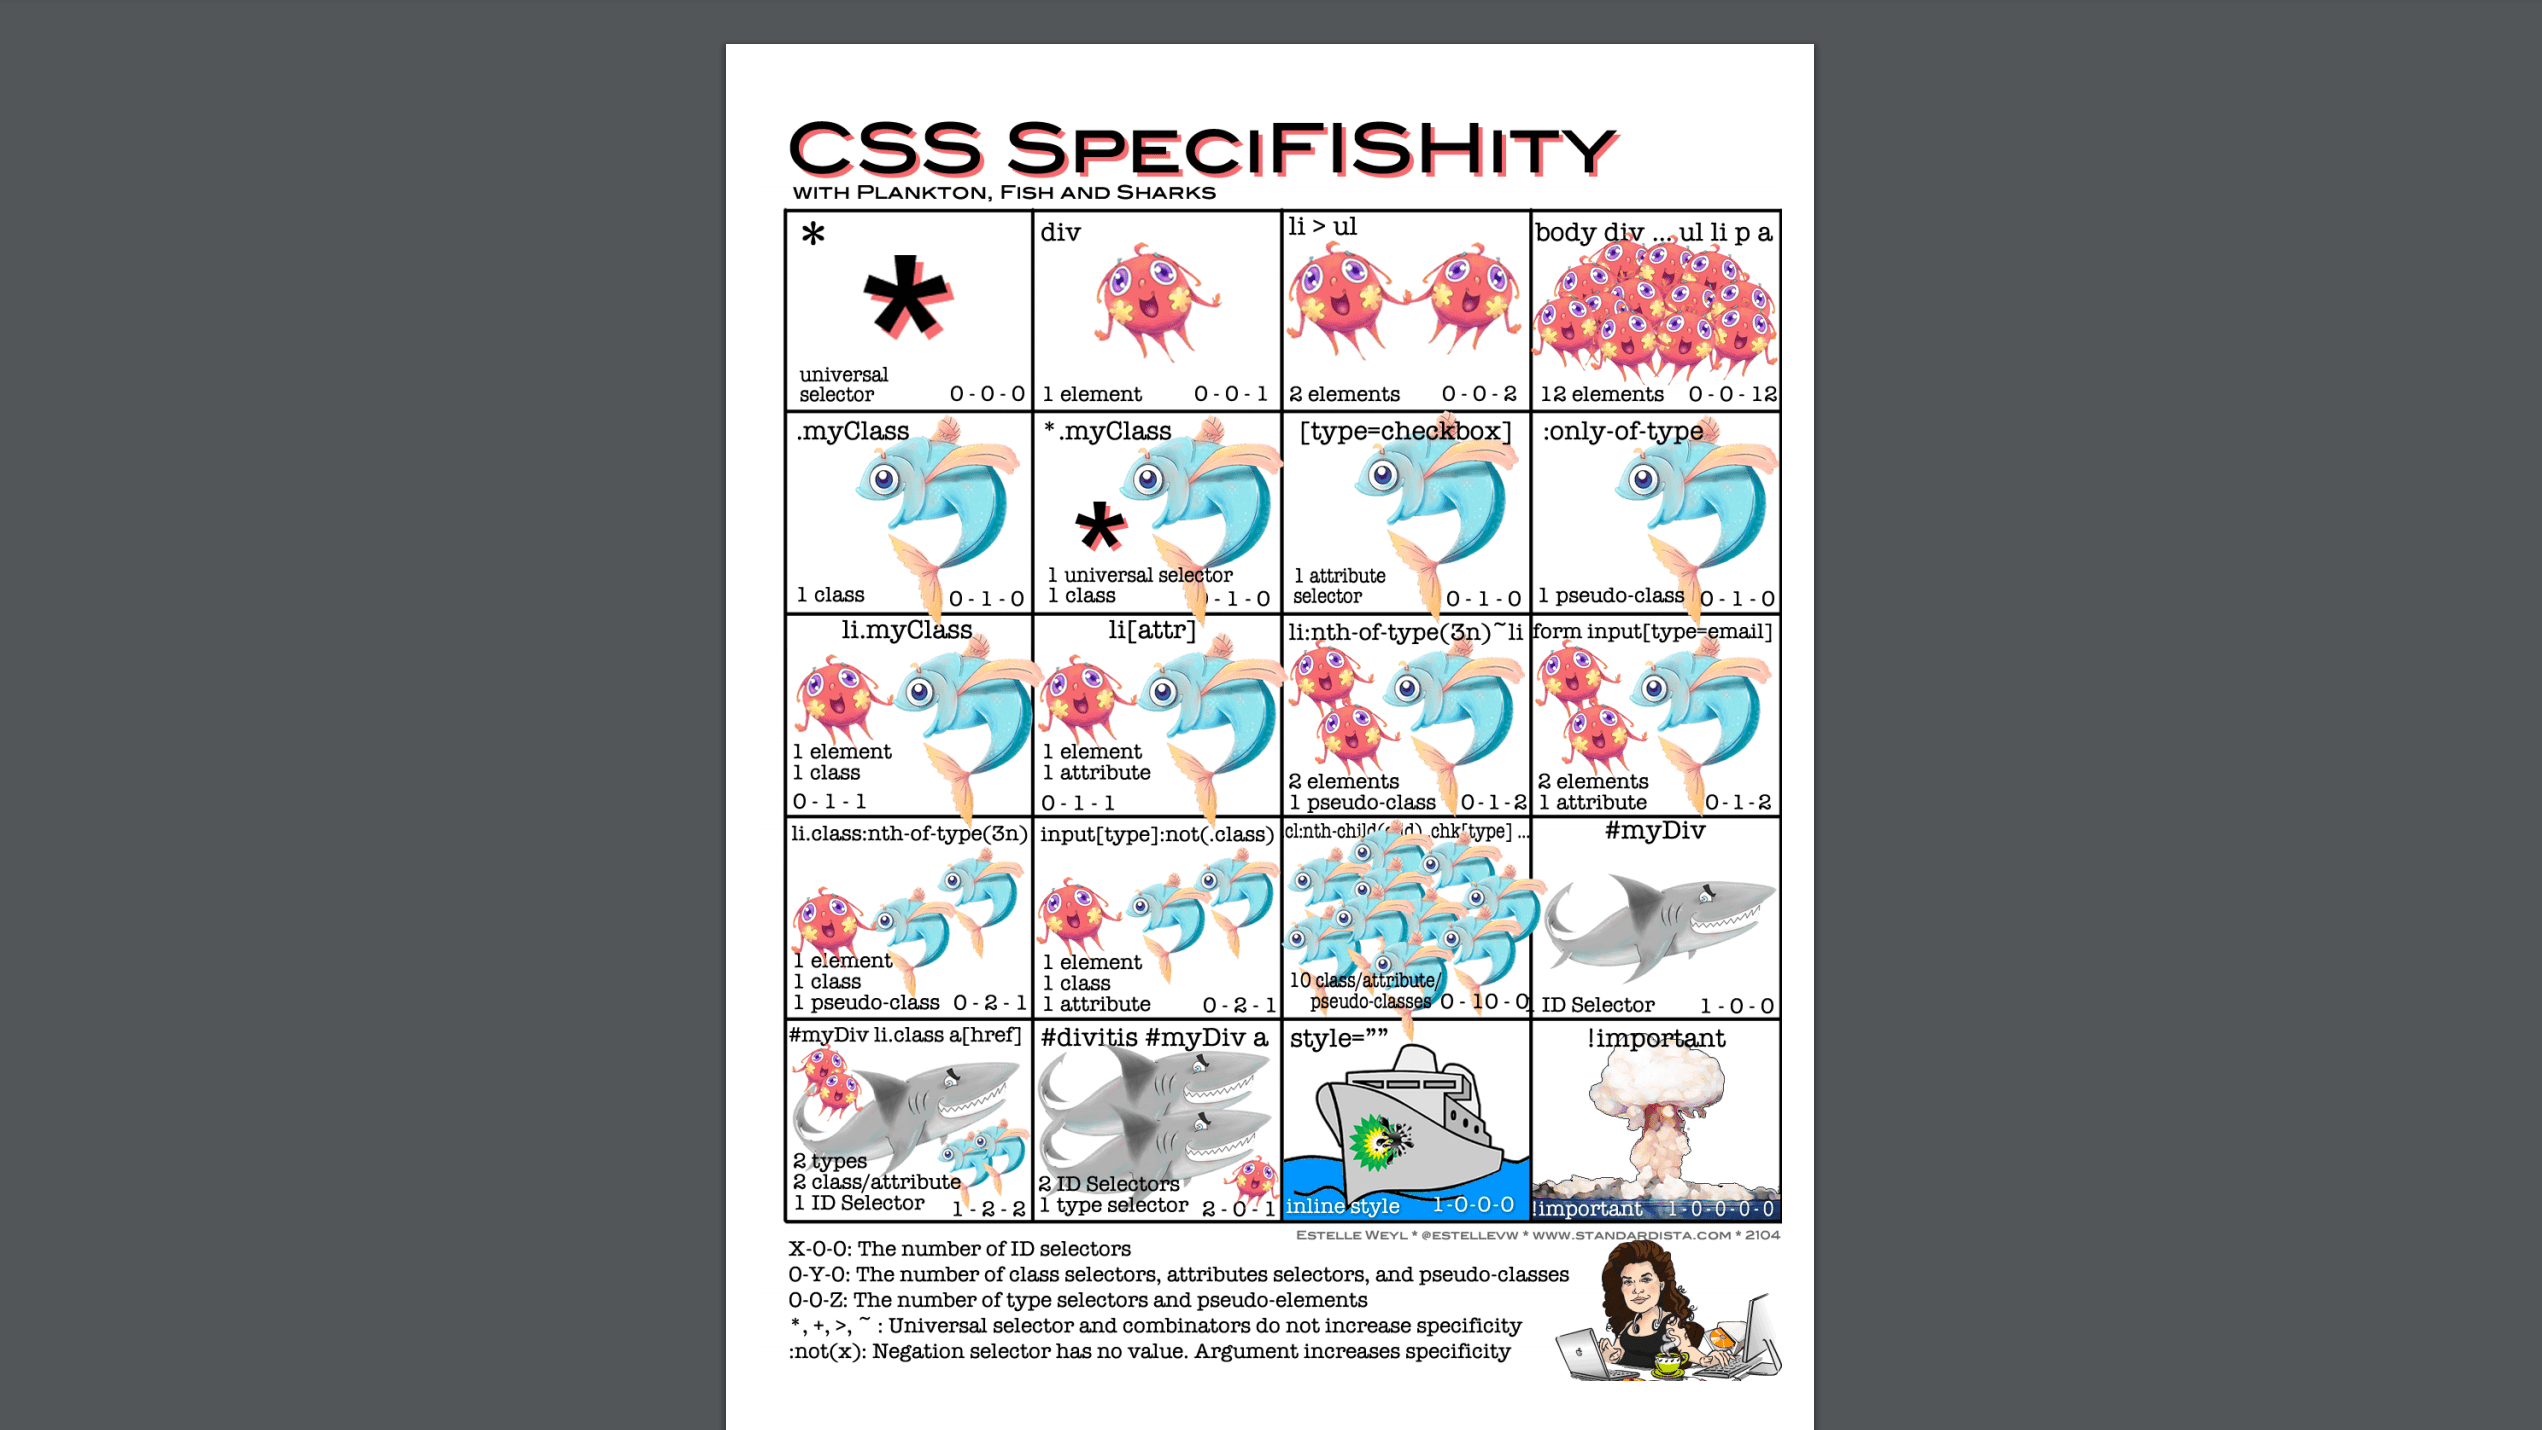 CSS SpeciFISHity
with Plankton, Fish and Sharks
*
*
universal
selector
0 - 0 - 0
div
1 element
0 - 0 - 1
li > ul
2 elements
0 - 0 - 2
body div ... ul li p a
12 elements
0 - 0 - 12
.myClass
1 class
0 - 1 - 0
*.myClass
*
1 universal selector
1 class
- 1 - 0
[type=checkbox]
1 attribute
selector
0 - 1 - 0
:only-of-type
1 pseudo-class
0 - 1 - 0
li.myClass
1 element
1 class
0 - 1 - 1
li[attr]
1 element
1 attribute
0 - 1 - 1
li:nth-of-type(3n)~li
2 elements
1 pseudo-class
0 - 1 - 2
form input[type=email]
2 elements
1 attribute
0 - 1 - 2
li.class:nth-of-type(3n)
1 element
1 class
1 pseudo-class
0 - 2 - 1
input[type]:not(.class)
1 element
1 class
1 attribute
0 - 2 - 1
.chk[type] ...
10 class/attribute/
pseudo-classes
0 - 10 - 0
#myDiv
ID Selector
1 - 0 - 0
#myDiv li.class a[href]
2 types
2 class/attribute
1 ID Selector
1 - 2 - 2
#divitis #myDiv a
2 ID Selectors
1 type selector
2 - 0 - 1
style=””
inline style
1-0-0-0
!important
!important
1-0-0-0-0
Estelle Weyl * @estellevw * www.standardista.com * 2104
X-0-0: The number of ID selectors
0-Y-0: The number of class selectors, attributes selectors, and pseudo-classes
0-0-Z: The number of type selectors and pseudo-elements
*, +, >, ~ : Universal selector and combinators do not increase specificity
:not(x): Negation selector has no value. Argument increases specificity